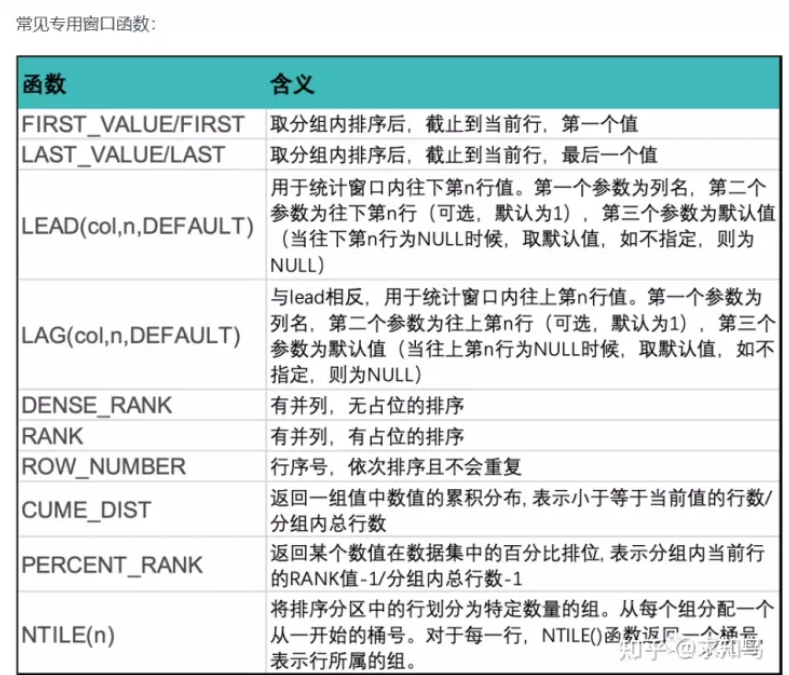 常见专用窗口函数：
函数 含义
FIRST_VALUE/FIRST 取分组内排序后，截止到当前行，第一个值
LAST_VALUE/LAST 取分组内排序后，截止到当前行，最后一个值
用于统计窗口内往下第n行值。第一个参数为列名，第二个
参数为往下第n行（可选，默认为1），第三个参数为默认值
LEAD(col,n,DEFAULT)
（当往下第n行为NULL时候，取默认值，如不指定，则为
NULL）
与lead相反，用于统计窗口内往上第n行值。第一个参数为
列名，第二个参数为往上第n行（可选，默认为1），第三个
LAG(col,n,DEFAULT)
参数为默认值（当往上第n行为NULL时候，取默认值，如不
指定，则为NULL）
DENSE_RANK 有并列，无占位的排序
RANK 有并列，有占位的排序
ROW_NUMBER 行序号，依次排序且不会重复
CUME_DIST
返回一组值中数值的累积分布, 表示小于等于当前值的行数/
分组内总行数
PERCENT_RANK
返回某个数值在数据集中的百分比排位, 表示分组内当前行
的RANK值-1/分组内总行数-1
将排序分区中的行划分为特定数量的组。从每个组分配一个
NTILE(n)
从一开始的桶号。对于每一行，NTILE()函数返回一个桶号，
表示行所属的组。
知乎 @求知鸟